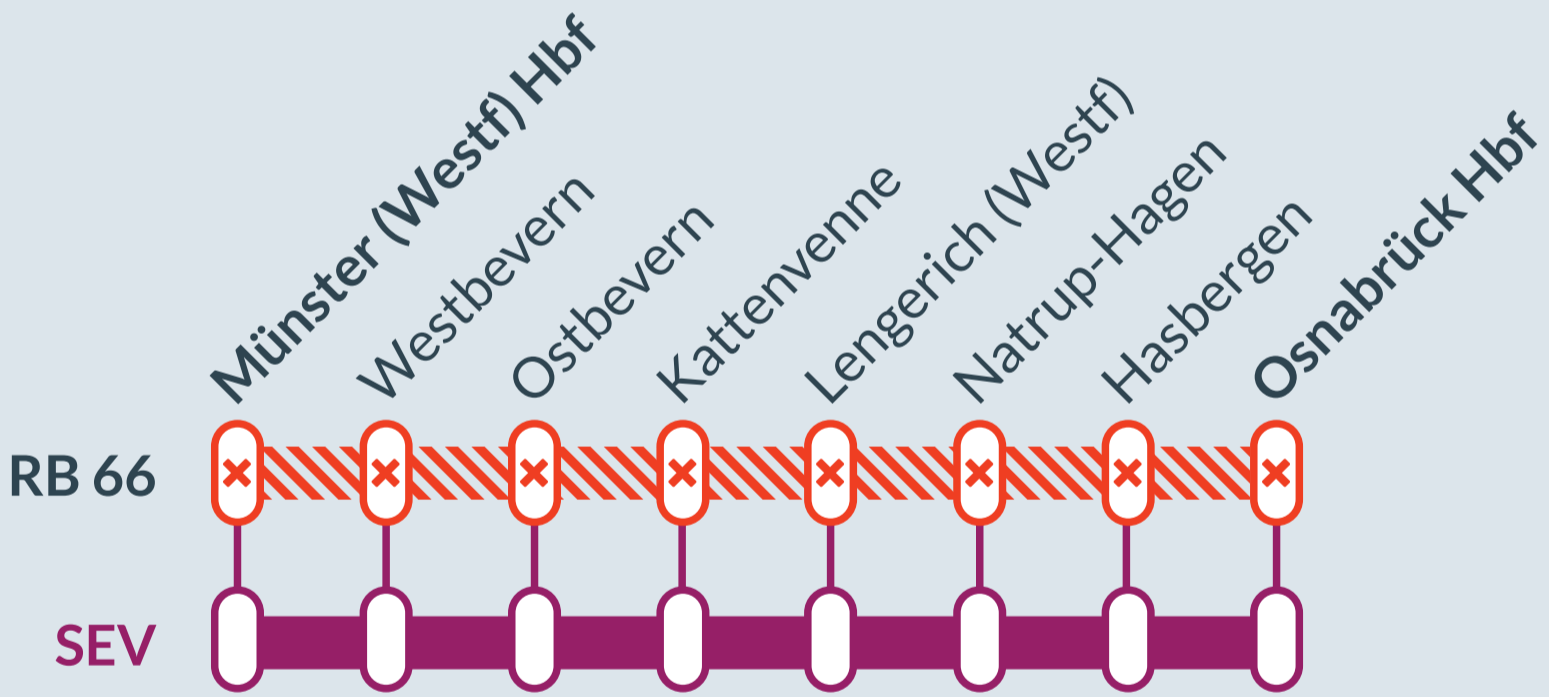 Münster (Westf) Hbf
Westbevern
Ostbevern
Kattenvenne
Lengerich (Westf)
Natrup-Hagen
Hasbergen
Osnabrück Hbf
RB 66
SEV